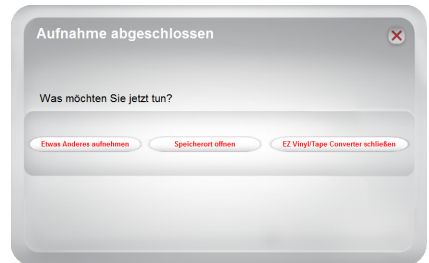 Aufnahme abgeschlossen
Was möchten Sie jetzt tun?
Etwas Anderes aufnehmen Speicherort öffnen EZ Vinyl/Tape Converter schließen